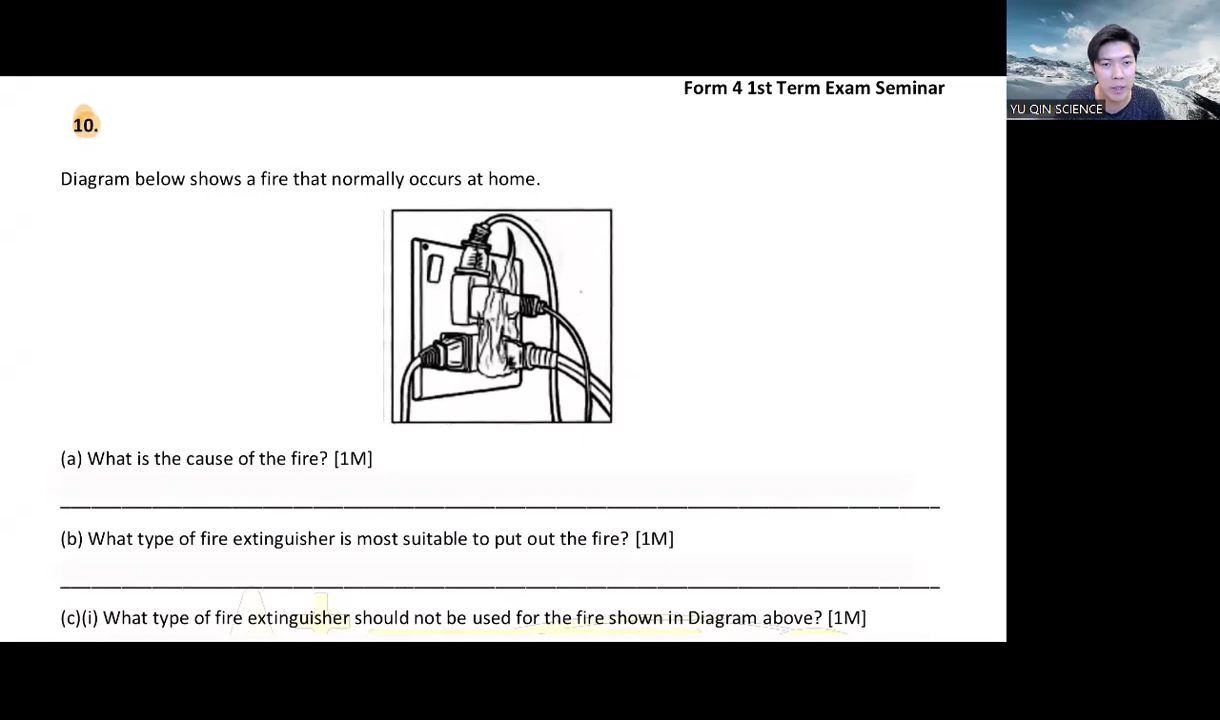 Form 4 1st Term Exam Seminar
YU QIN SCIENCE
10.
Diagram below shows a fire that normally occurs at home.
(a) What is the cause of the fire? [1M]
(b) What type of fire extinguisher is most suitable to put out the fire? [1M]
(c)(i) What type of fire extinguisher should not be used for the fire shown in Diagram above? [1M]